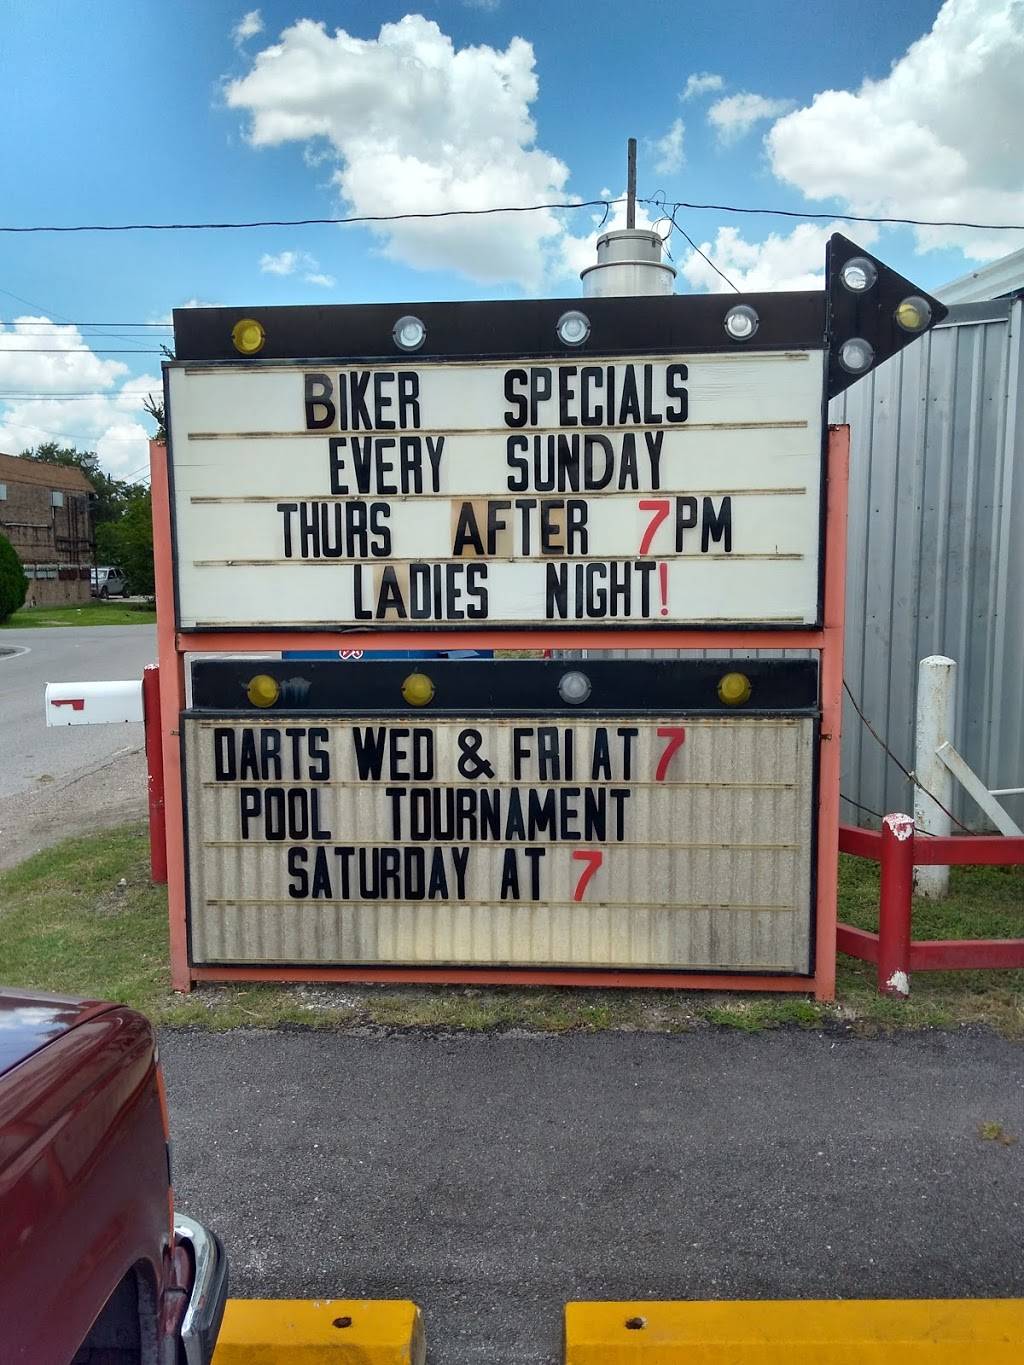 BIKER SPECIALS
EVERY SUNDAY
THURS AFTER 7PM
LADIES NIGHT!
DARTS WED & FRI AT 7
POOL TOURNAMENT
SATURDAY AT 7